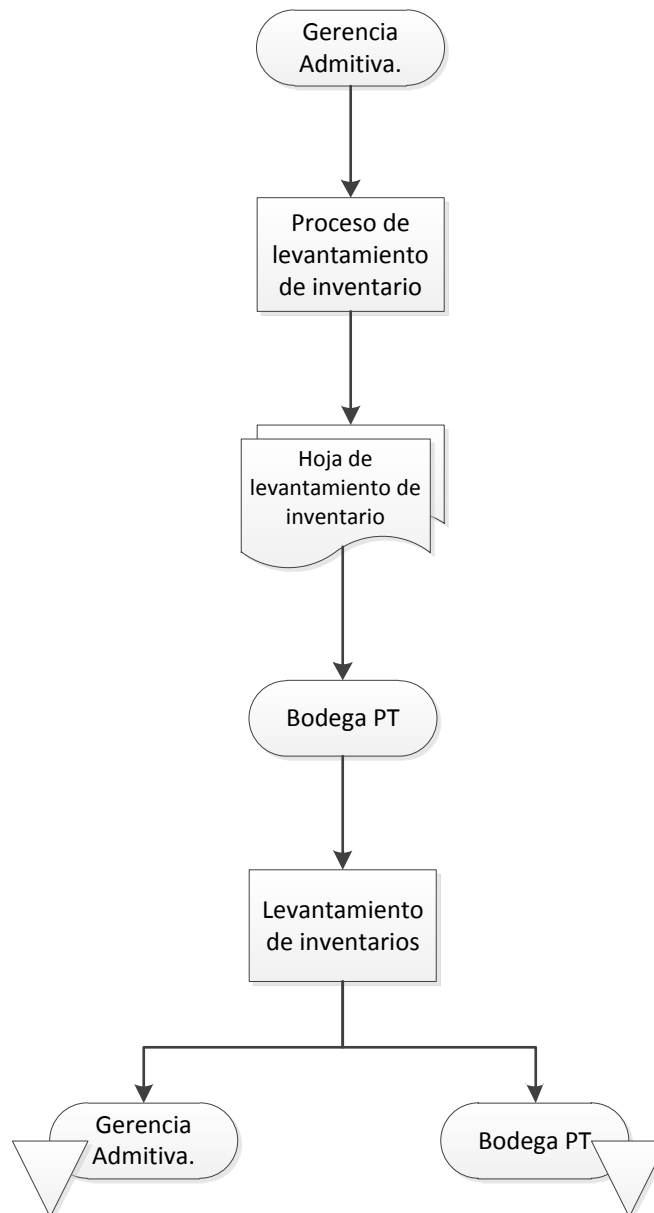 Gerencia
Admitiva.
Proceso de
levantamiento
de inventario
Hoja de
levantamiento de
inventario
Bodega PT
Levantamiento
de inventarios
Gerencia
Admitiva.
Bodega PT